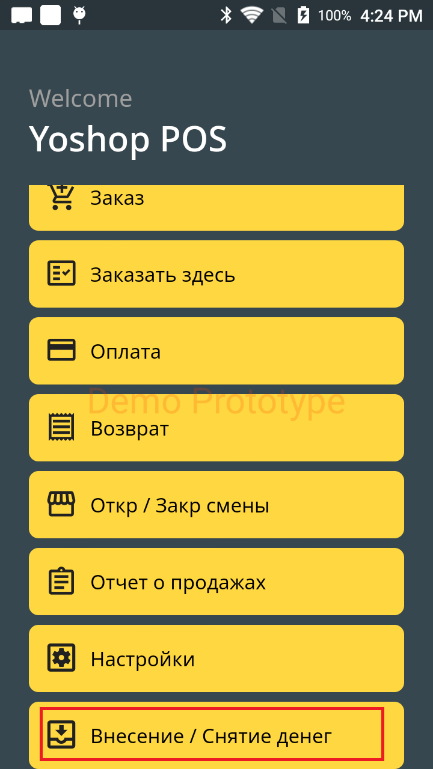 100% 4:24 PM
Welcome
Yoshop POS
Заказ
Заказать здесь
Оплата
Demo Prototype
Возврат
Откр / Закр смены
Отчет о продажах
Настройки
Внесение / Снятие денег